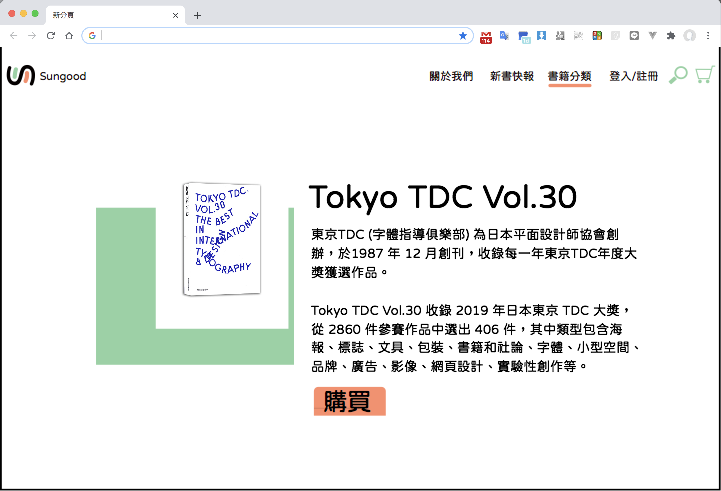 新分頁
14
Sungood
關於我們
新書快報
書籍分類
登入/註冊
TOKYO TDC.
VOL.30
THE BEST
IN
INTERNATIONAL
TYPOGRAPHY
& DESIGN
Tokyo TDC Vol.30
東京TDC (字體指導俱樂部) 為日本平面設計師協會創
辦，於1987 年 12 月創刊，收錄每一年東京TDC年度大
獎獲選作品。
Tokyo TDC Vol.30 收錄 2019 年日本東京 TDC 大獎，
從 2860 件參賽作品中選出 406 件，其中類型包含海
報、標誌、文具、包裝、書籍和社論、字體、小型空間、
品牌、廣告、影像、網頁設計、實驗性創作等。
購買